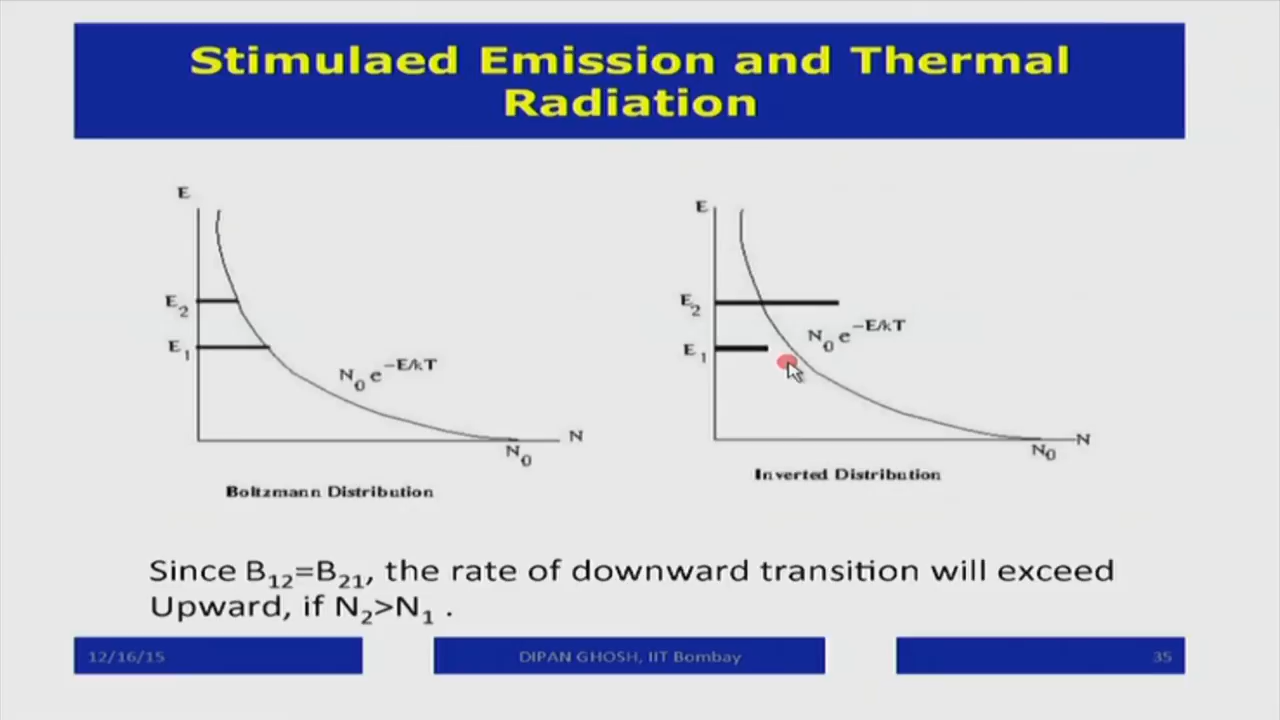 Stimulaed Emission and Thermal
Radiation
E
E₂
E₁
N₀ e^(-E/kT)
N
N₀
Boltzmann Distribution
E
E₂
E₁
N₀ e^(-E/kT)
N
N₀
Inverted Distribution
Since B₁₂=B₂₁, the rate of downward transition will exceed
Upward, if N₂>N₁ .
12/16/15
DIPAN GHOSH, IIT Bombay
35